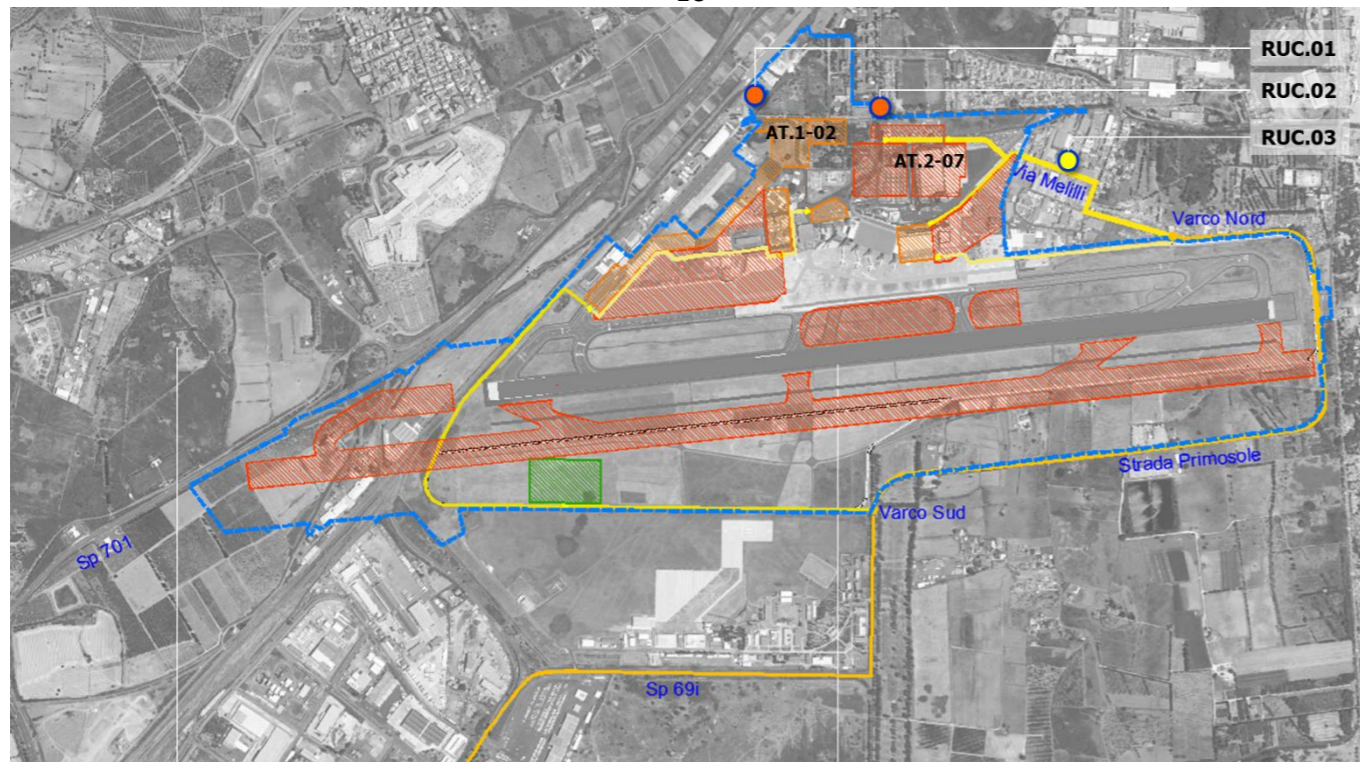 RUC.01
RUC.02
AT.1-02
RUC.03
AT.2-07
Via Melilli
Varco Nord
Strada Primosole
Varco Sud
Sp 701
Sp 69i